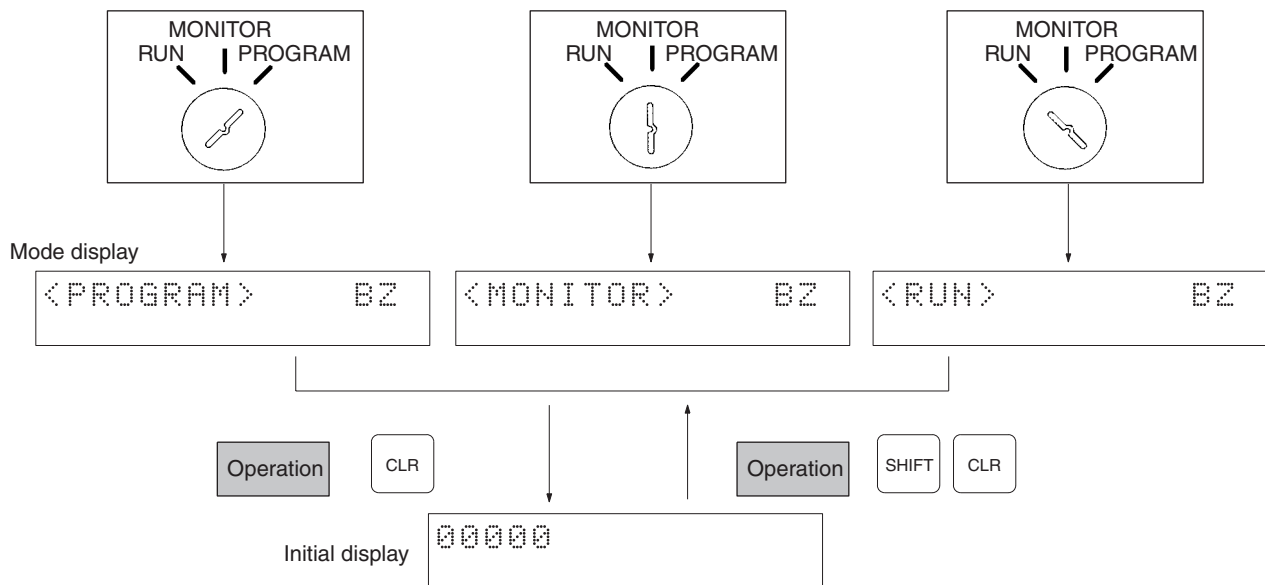 MONITOR
RUN PROGRAM
MONITOR
RUN PROGRAM
MONITOR
RUN PROGRAM
Mode display
<PROGRAM> BZ
<MONITOR> BZ
<RUN> BZ
Operation CLR
Operation SHIFT CLR
Initial display
00000